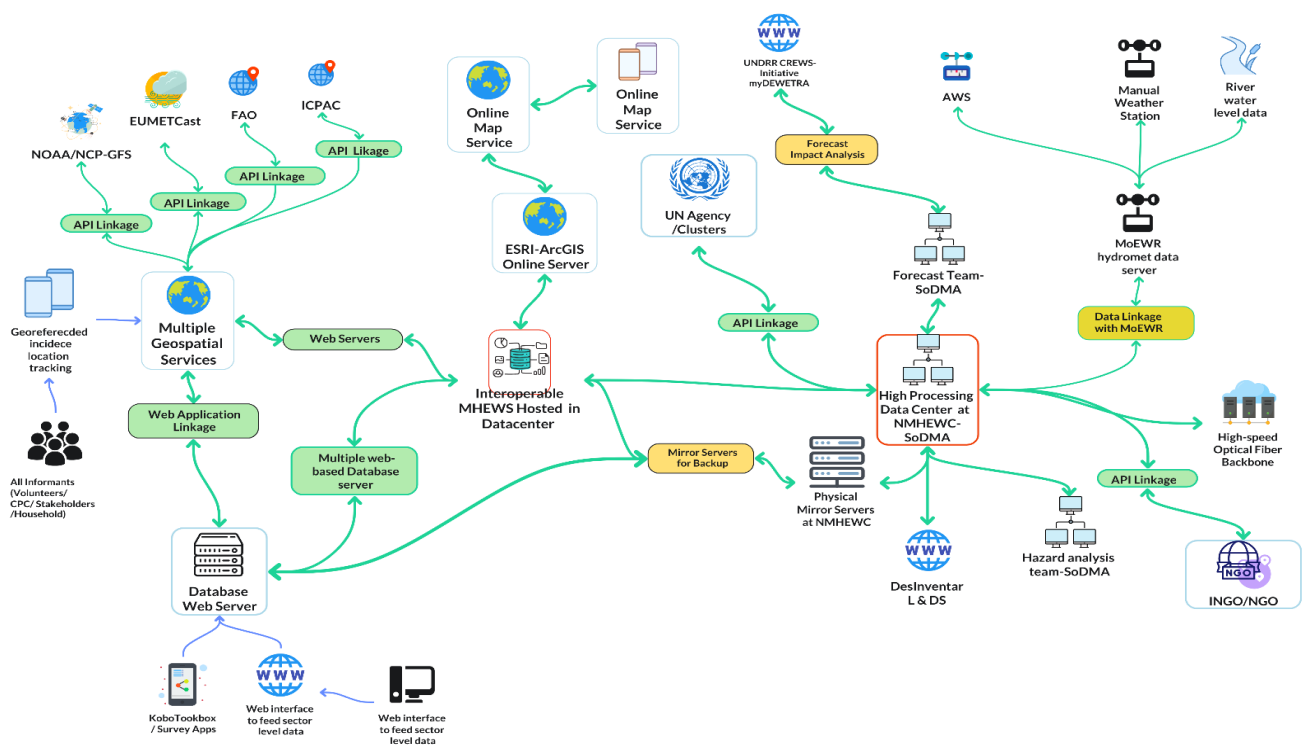 UNDRR CREWS-
Initiative
myDEWETRA
WWW
Online
Map
Service
Online
Map
Service
AWS
Manual
Weather
Station
River
water
level data
NOAA/NCP-GFS
EUMETCast
FAO
ICPAC
API Linkage
API Linkage
API Linkage
API Likage
Forecast
Impact Analysis
UN Agency
/Clusters
ESRI-ArcGIS
Online Server
Forecast Team-
SoDMA
MoEWR
hydromet data
server
Data Linkage
with MoEWR
API Linkage
Georeferecded
incidece
location
tracking
Multiple
Geospatial
Services
Web Servers
Interoperable
MHEWS Hosted in
Datacenter
High Processing
Data Center at
NMHEWC-
SoDMA
High-speed
Optical Fiber
Backbone
Web Application
Linkage
Multiple web-
based Database
server
Mirror Servers
for Backup
Physical
Mirror Servers
at NMHEWC
API Linkage
All Informants
(Volunteers/
CPC/ Stakeholders
/Household)
WWW
DesInventar
L & DS
Hazard analysis
team-SoDMA
NGO
INGO/NGO
Database
Web Server
KoboTookbox
/ Survey Apps
WWW
Web interface
to feed sector
level data
Web interface
to feed sector
level data